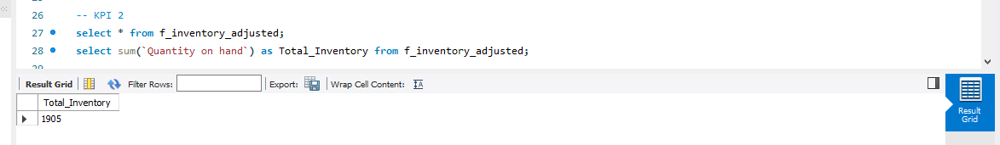 26 -- KPI 2
27 select * from f_inventory_adjusted;
28 select sum(`Quantity on hand`) as Total_Inventory from f_inventory_adjusted;
Result Grid Filter Rows: Export: Wrap Cell Content: IA
Total_Inventory
1905
Result
Grid